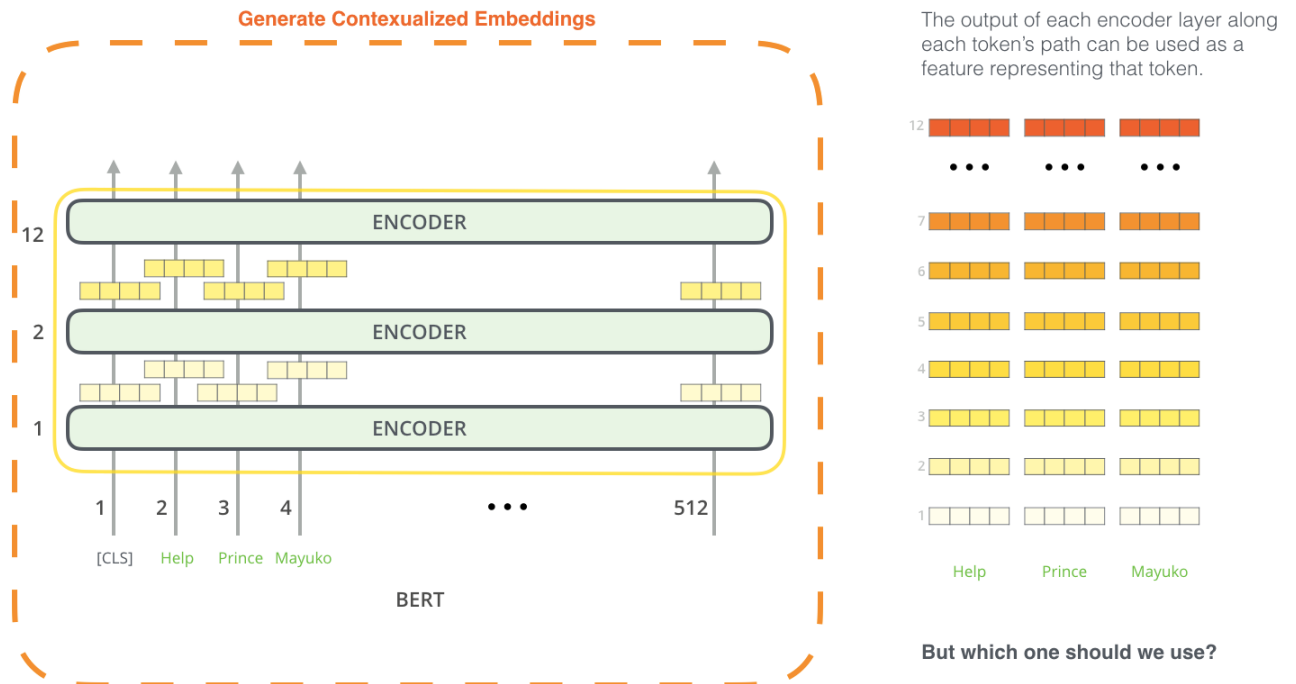 Generate Contexualized Embeddings
12
ENCODER
2
ENCODER
1
ENCODER
1 2 3 4 ••• 512
[CLS] Help Prince Mayuko
BERT
The output of each encoder layer along
each token's path can be used as a
feature representing that token.
12
•••  •••  •••
7
6
5
4
3
2
1
Help Prince Mayuko
But which one should we use?